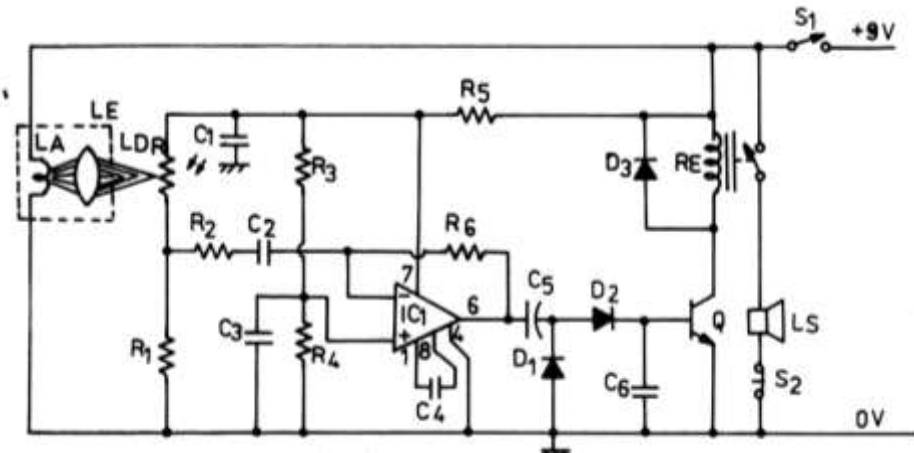 S1
+9V
LE
LA
LDR
C1
R5
R3
D3
RE
R2
C2
R6
7
IC1
6
C5
D2
Q
LS
C3
R4
R1
1
8
4
C4
D1
C6
S2
0V